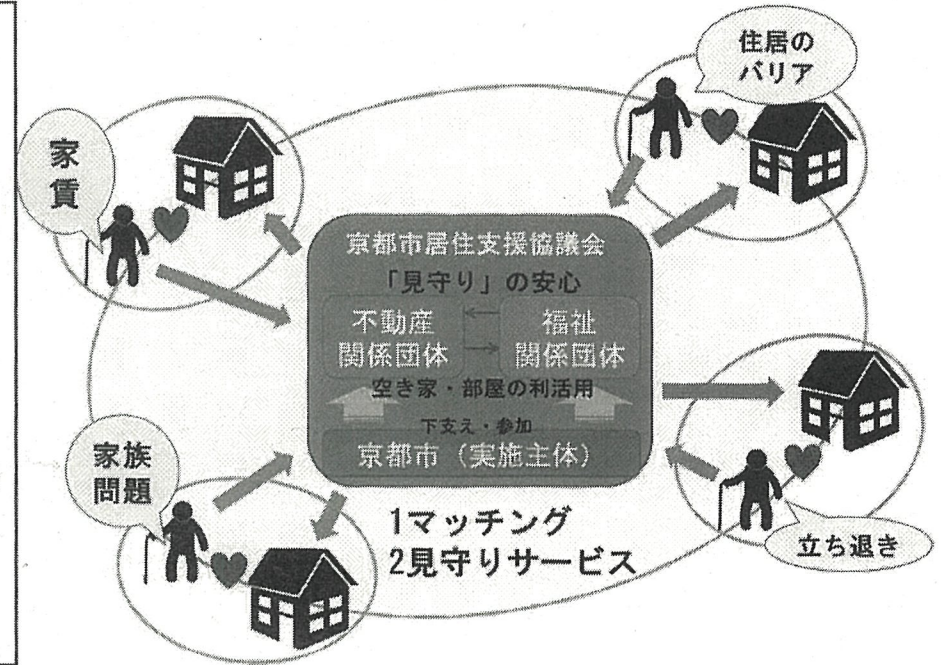 住居の
バリア
家
賃
京都市居住支援協議会
「見守り」の安心
不動産
関係団体
福祉
関係団体
空き家・部屋の利活用
下支え・参加
京都市（実施主体）
家族
問題
立ち退き
1マッチング
2見守りサービス